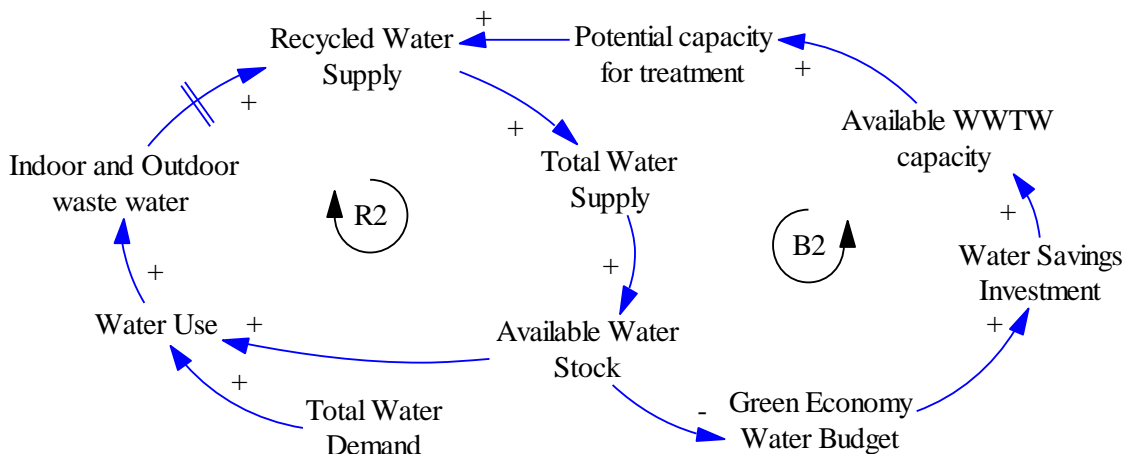 +
Recycled Water
Supply
Potential capacity
for treatment
+
+
Available WWTW
capacity
+
Indoor and Outdoor
waste water
+
Total Water
Supply
R2
B2
+
+
+
Water Savings
Investment
Water Use
+
Available Water
Stock
+
+
Total Water
Demand
-
Green Economy
Water Budget